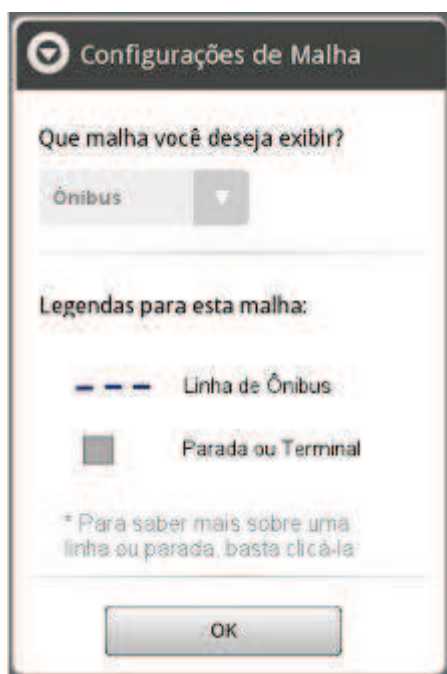 Configurações de Malha
Que malha você deseja exibir?
Ônibus
Legendas para esta malha:
Linha de Ônibus
Parada ou Terminal
* Para saber mais sobre uma
linha ou parada, basta clicá-la
OK